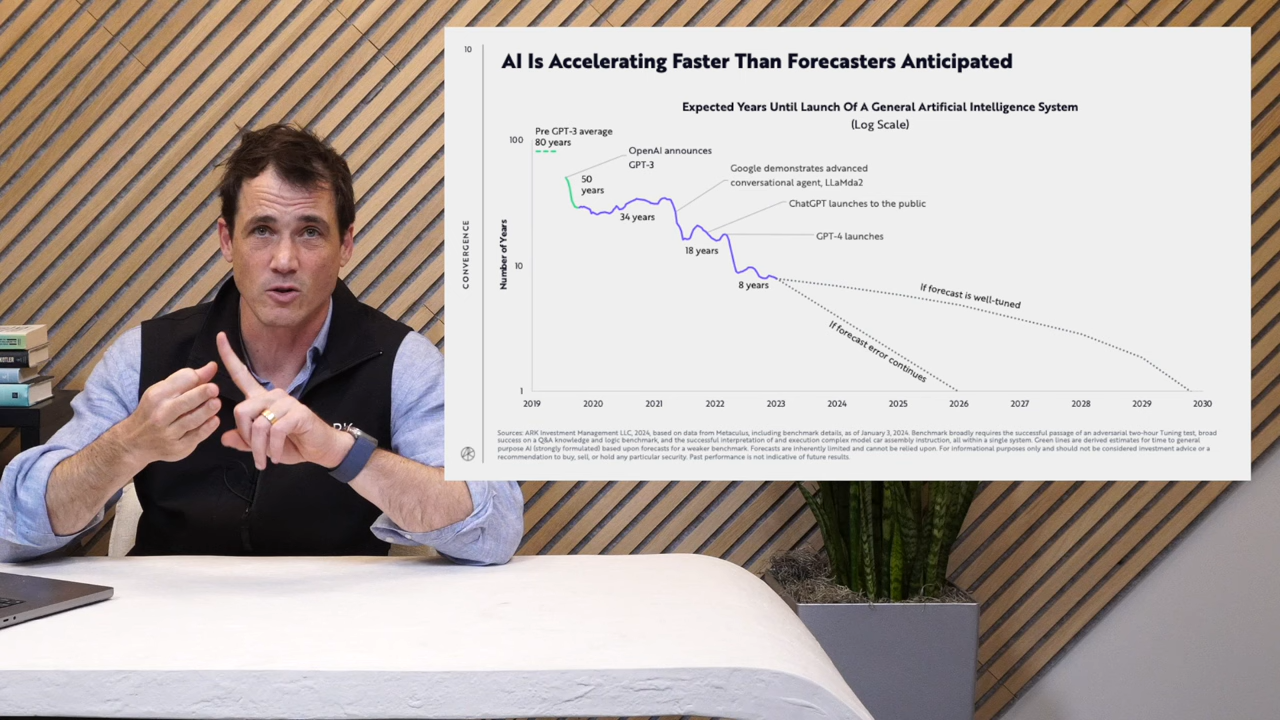 10
AI Is Accelerating Faster Than Forecasters Anticipated
Expected Years Until Launch Of A General Artificial Intelligence System
(Log Scale)
CONVERGENCE
Number of Years
100
10
1
Pre GPT-3 average
80 years
OpenAI announces
GPT-3
50
years
34 years
Google demonstrates advanced
conversational agent, LLaMda2
ChatGPT launches to the public
18 years
GPT-4 launches
8 years
If forecast is well-tuned
If forecast error continues
2019 2020 2021 2022 2023 2024 2025 2026 2027 2028 2029 2030
Sources: ARK Investment Management LLC, 2024, based on data from Metaculus, including benchmark details, as of January 3, 2024. Benchmark broadly requires the successful passage of an adversarial two-hour Turing test, broad
success on a Q&A knowledge and logic benchmark, and the successful interpretation of and execution complex model car assembly instruction, all within a single system. Green lines are derived estimates for time to general
purpose AI (strongly formulated) based upon forecasts for a weaker benchmark. Forecasts are inherently limited and cannot be relied upon. For informational purposes only and should not be considered investment advice or a
recommendation to buy, sell, or hold any particular security. Past performance is not indicative of future results.